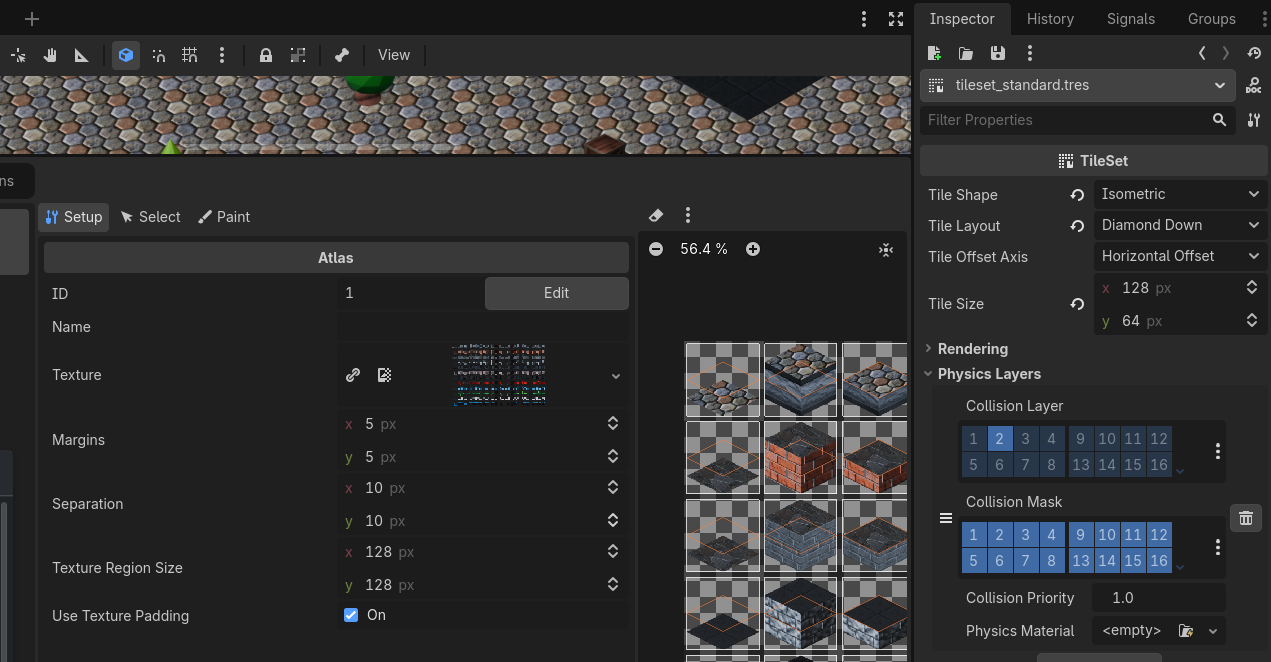 Inspector History Signals Groups
View
tileset_standard.tres
DOC
Filter Properties
TileSet
Tile Shape Isometric
Tile Layout Diamond Down
Tile Offset Axis Horizontal Offset
Tile Size x 128 px
y 64 px
Rendering
Physics Layers
Collision Layer
1 2 3 4 9 10 11 12
5 6 7 8 13 14 15 16
Collision Mask
1 2 3 4 9 10 11 12
5 6 7 8 13 14 15 16
Collision Priority 1.0
Physics Material <empty>
ns
Setup Select Paint
Atlas
ID 1 Edit
Name
Texture
Margins x 5 px
y 5 px
Separation x 10 px
y 10 px
Texture Region Size x 128 px
y 128 px
Use Texture Padding On
56.4 %